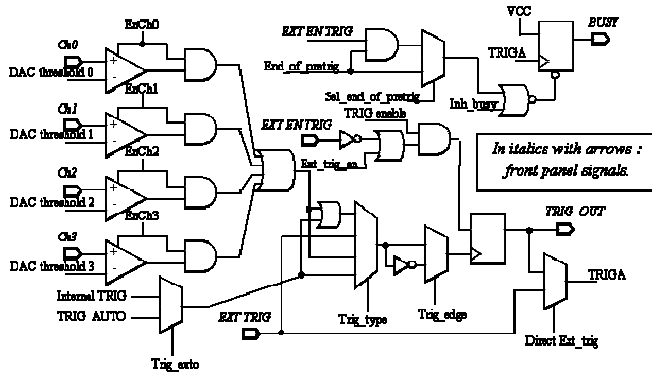 EnCh0
Ch0
DAC threshold 0
EnCh1
Ch1
DAC threshold 1
EnCh2
Ch2
DAC threshold 2
EnCh3
Ch3
DAC threshold 3
Internal TRIG
TRIG AUTO
Trig_auto
EXT TRIG
EXT EN TRIG
End_of_pretrig
Sel_end_of_pretrig
VCC
TRIGA
BUSY
Inh_busy
TRIG enable
EXT EN TRIG
Ext_trig_en
In italics with arrows :
front panel signals.
TRIG OUT
TRIGA
Trig_type
Trig_edge
Direct Ext_trig